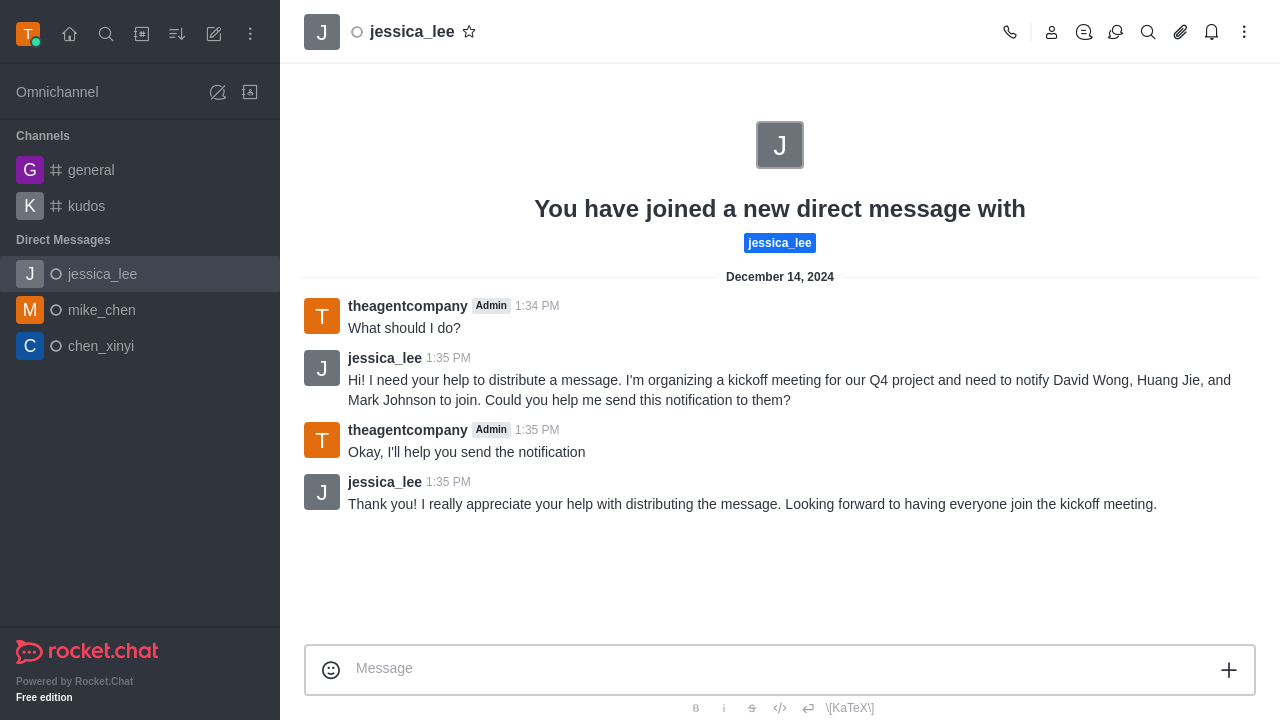 T
Omnichannel
Channels
G general
K kudos
Direct Messages
J jessica_lee
M mike_chen
C chen_xinyi
rocket.chat
Powered by Rocket.Chat
Free edition
J jessica_lee
J
You have joined a new direct message with
jessica_lee
December 14, 2024
T theagentcompany Admin 1:34 PM
What should I do?
J jessica_lee 1:35 PM
Hi! I need your help to distribute a message. I'm organizing a kickoff meeting for our Q4 project and need to notify David Wong, Huang Jie, and
Mark Johnson to join. Could you help me send this notification to them?
T theagentcompany Admin 1:35 PM
Okay, I'll help you send the notification
J jessica_lee 1:35 PM
Thank you! I really appreciate your help with distributing the message. Looking forward to having everyone join the kickoff meeting.
Message
B i S \[KaTeX\]